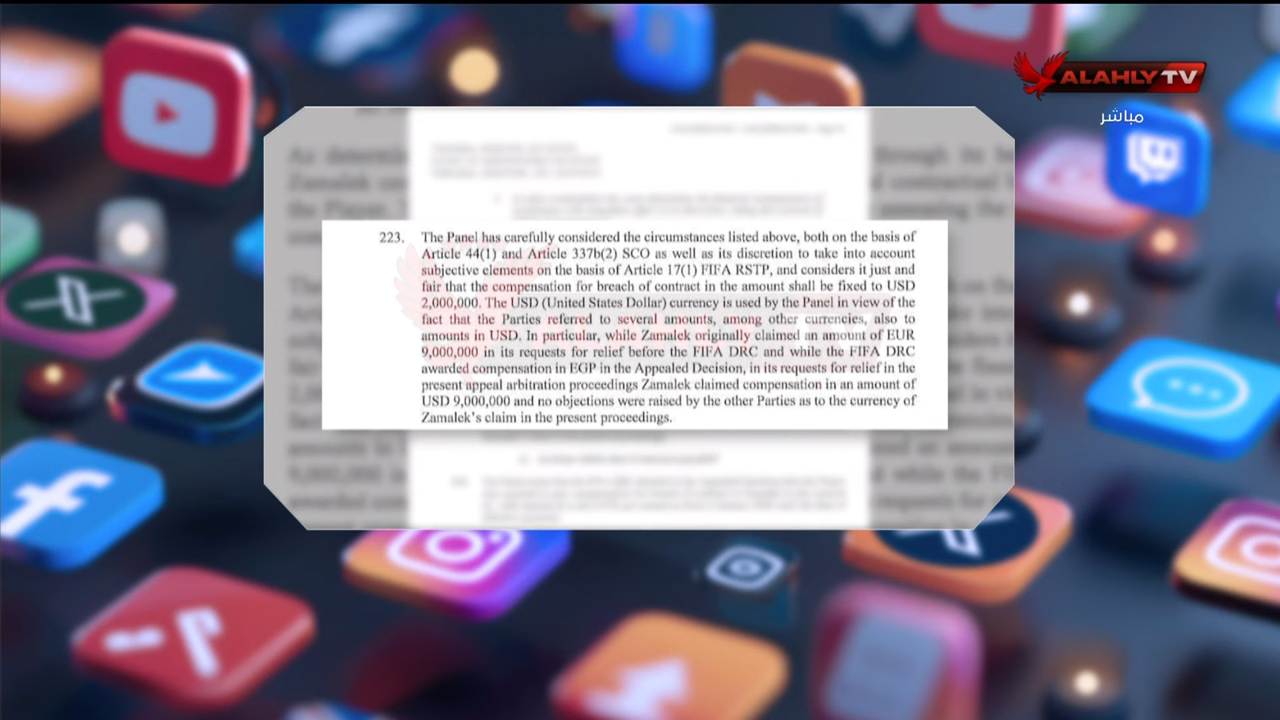 ALAHLY TV
مباشر
223. The Panel has carefully considered the circumstances listed above, both on the basis of
Article 44(1) and Article 337b(2) SCO as well as its discretion to take into account
subjective elements on the basis of Article 17(1) FIFA RSTP, and considers it just and
fair that the compensation for breach of contract in the amount shall be fixed to USD
2,000,000. The USD (United States Dollar) currency is used by the Panel in view of the
fact that the Parties referred to several amounts, among other currencies, also to
amounts in USD. In particular, while Zamalek originally claimed an amount of EUR
9,000,000 in its requests for relief before the FIFA DRC and while the FIFA DRC
awarded compensation in EGP in the Appealed Decision, in its requests for relief in the
present appeal arbitration proceedings Zamalek claimed compensation in an amount of
USD 9,000,000 and no objections were raised by the other Parties as to the currency of
Zamalek's claim in the present proceedings.